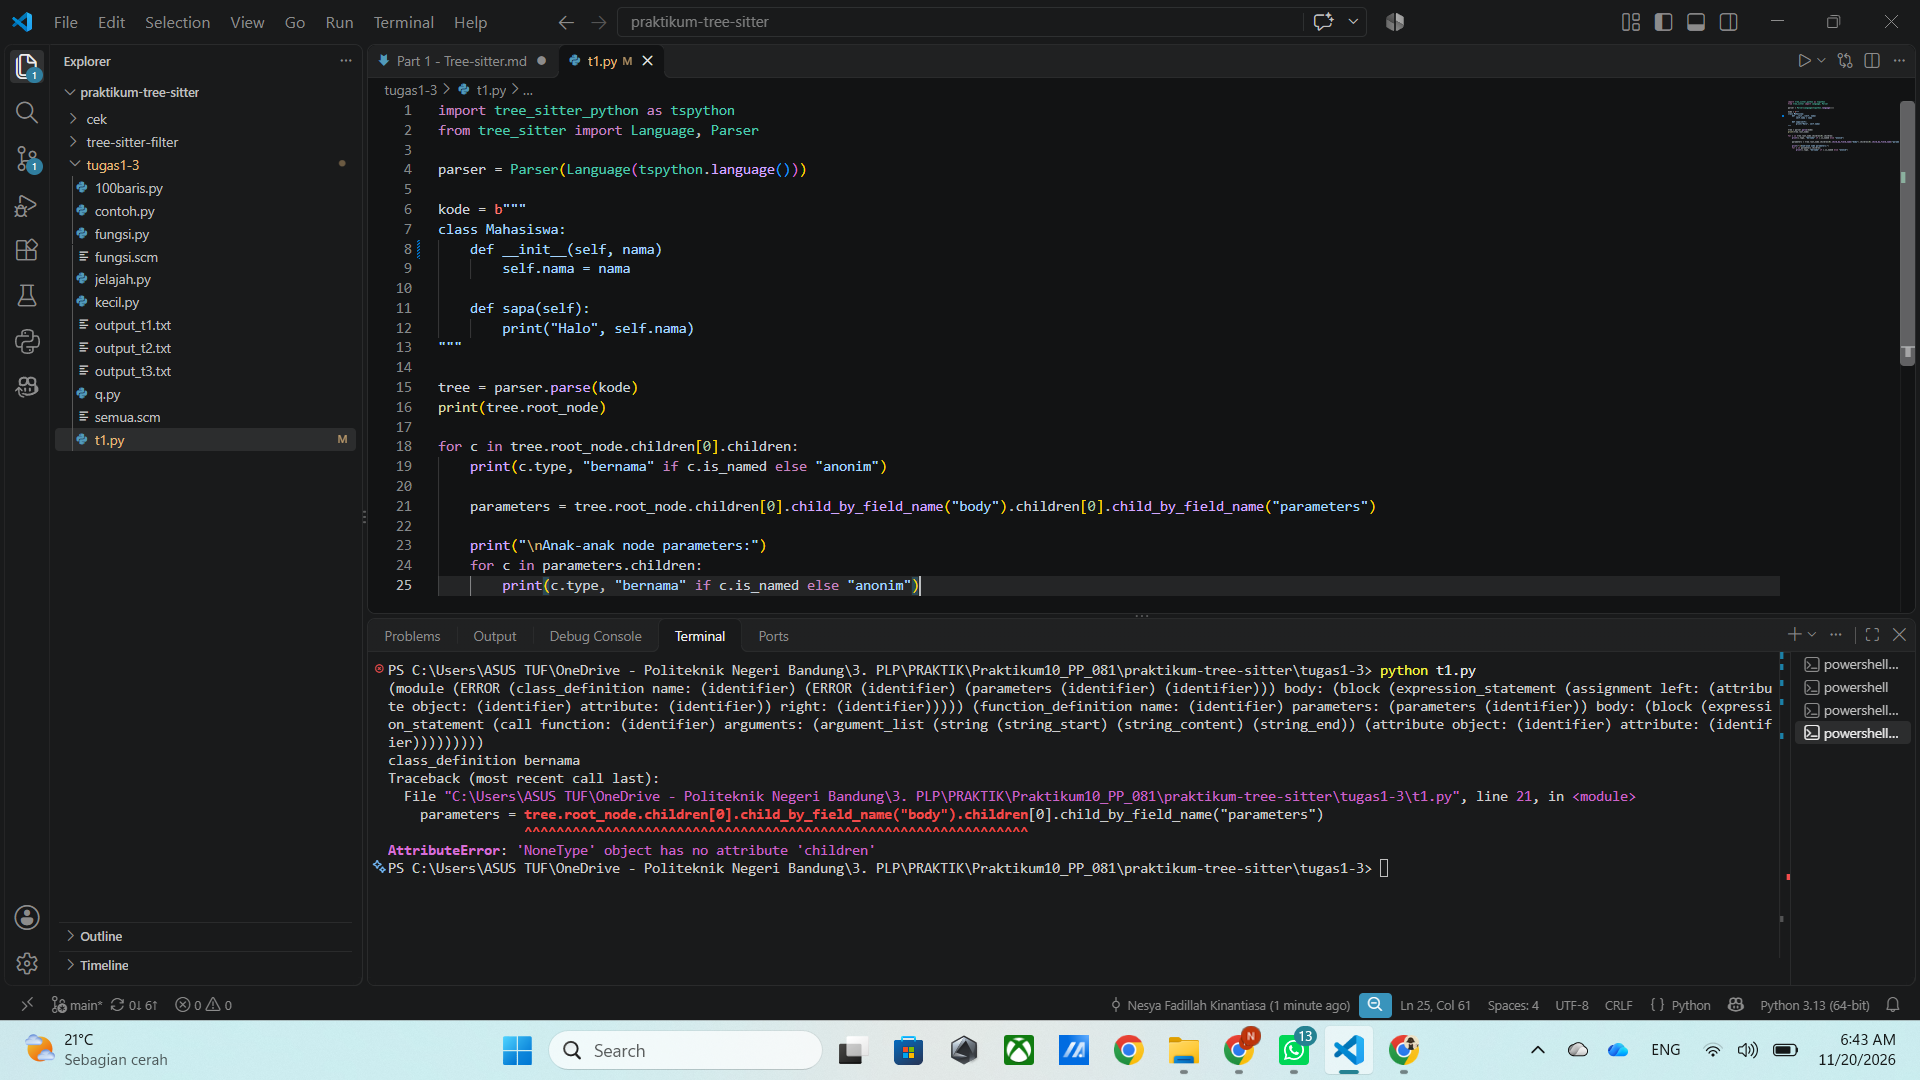 File Edit Selection View Go Run Terminal Help
praktikum-tree-sitter
Explorer
praktikum-tree-sitter
cek
tree-sitter-filter
tugas1-3
100baris.py
contoh.py
fungsi.py
fungsi.scm
jelajah.py
kecil.py
output_t1.txt
output_t2.txt
output_t3.txt
q.py
semua.scm
t1.py M
Outline
Timeline
1
1
Part 1 - Tree-sitter.md
t1.py M
tugas1-3 > t1.py > ...
1 import tree_sitter_python as tspython
2 from tree_sitter import Language, Parser
3
4 parser = Parser(Language(tspython.language()))
5
6 kode = b"""
7 class Mahasiswa:
8     def __init__(self, nama)
9         self.nama = nama
10
11     def sapa(self):
12         print("Halo", self.nama)
13 """
14
15 tree = parser.parse(kode)
16 print(tree.root_node)
17
18 for c in tree.root_node.children[0].children:
19     print(c.type, "bernama" if c.is_named else "anonim")
20
21     parameters = tree.root_node.children[0].child_by_field_name("body").children[0].child_by_field_name("parameters")
22
23     print("\nAnak-anak node parameters:")
24     for c in parameters.children:
25         print(c.type, "bernama" if c.is_named else "anonim")
Problems Output Debug Console Terminal Ports
PS C:\Users\ASUS TUF\OneDrive - Politeknik Negeri Bandung\3. PLP\PRAKTIK\Praktikum10_PP_081\praktikum-tree-sitter\tugas1-3> python t1.py
(module (ERROR (class_definition name: (identifier) (ERROR (identifier) (parameters (identifier) (identifier))) body: (block (expression_statement (assignment left: (attribu
te object: (identifier) attribute: (identifier)) right: (identifier))))) (function_definition name: (identifier) parameters: (parameters (identifier)) body: (block (expressi
on_statement (call function: (identifier) arguments: (argument_list (string (string_start) (string_content) (string_end)) (attribute object: (identifier) attribute: (identif
ier)))))))))
class_definition bernama
Traceback (most recent call last):
  File "C:\Users\ASUS TUF\OneDrive - Politeknik Negeri Bandung\3. PLP\PRAKTIK\Praktikum10_PP_081\praktikum-tree-sitter\tugas1-3\t1.py", line 21, in <module>
    parameters = tree.root_node.children[0].child_by_field_name("body").children[0].child_by_field_name("parameters")
                 ^^^^^^^^^^^^^^^^^^^^^^^^^^^^^^^^^^^^^^^^^^^^^^^^^^^^^^^^^^^^^^^
AttributeError: 'NoneType' object has no attribute 'children'
PS C:\Users\ASUS TUF\OneDrive - Politeknik Negeri Bandung\3. PLP\PRAKTIK\Praktikum10_PP_081\praktikum-tree-sitter\tugas1-3>
powershell...
powershell
powershell...
powershell...
main* 0↓ 6↑ 0 0
Nesya Fadillah Kinantiasa (1 minute ago) Ln 25, Col 61 Spaces: 4 UTF-8 CRLF { } Python Python 3.13 (64-bit)
21°C
Sebagian cerah
Search
N
13
ENG
6:43 AM
11/20/2026